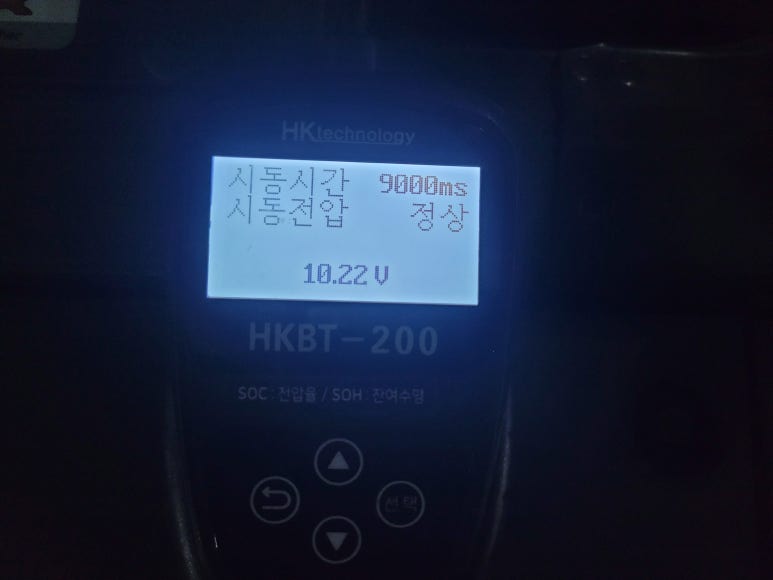 HKtechnology
시동시간 9000ms
시동전압 정상
10.22 V
HKBT-200
SOC : 전압율 / SOH : 잔여수명
선택